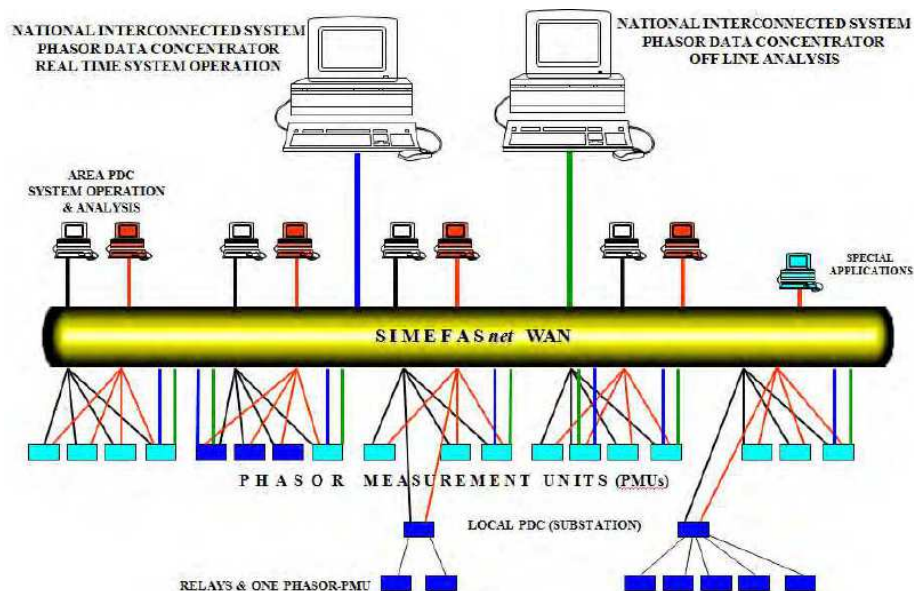 NATIONAL INTERCONNECTED SYSTEM
PHASOR DATA CONCENTRATOR
REAL TIME SYSTEM OPERATION
NATIONAL INTERCONNECTED SYSTEM
PHASOR DATA CONCENTRATOR
OFF LINE ANALYSIS
AREA PDC
SYSTEM OPERATION
& ANALYSIS
SPECIAL
APPLICATIONS
SIMEFASnet WAN
PHASOR MEASUREMENT UNITS (PMUs)
LOCAL PDC (SUBSTATION)
RELAYS & ONE PHASOR-PMU